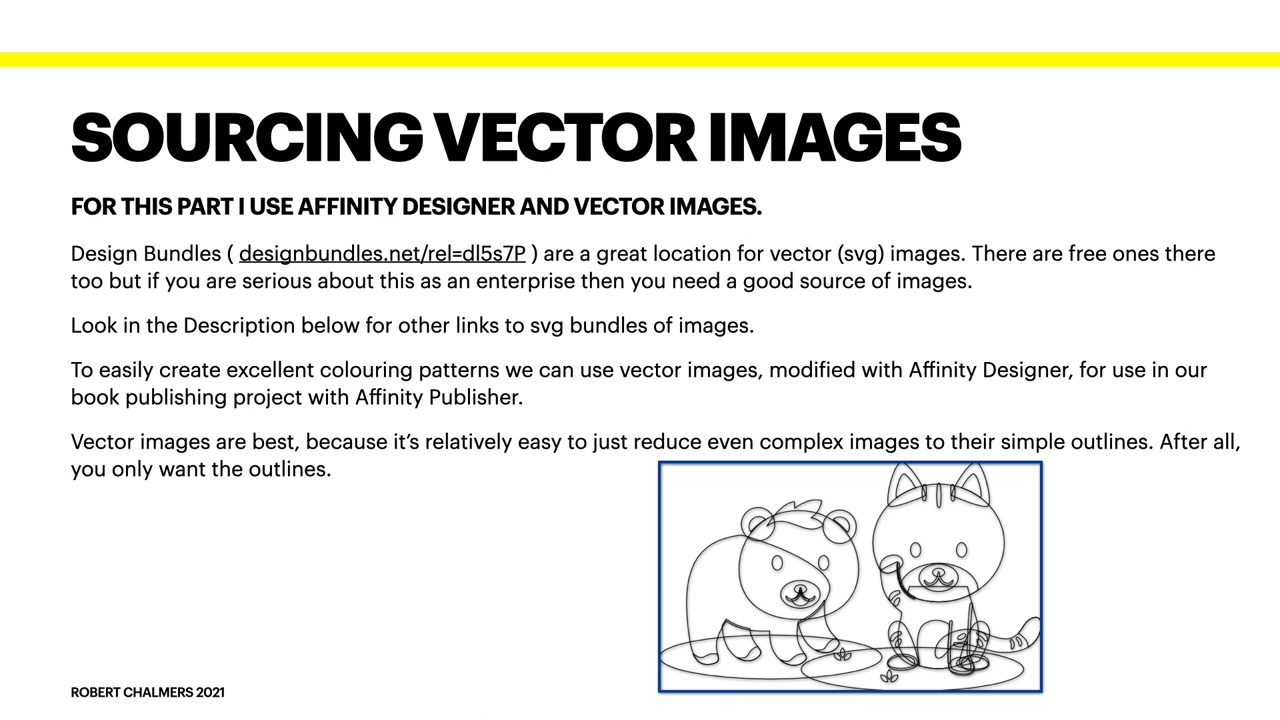 SOURCING VECTOR IMAGES
FOR THIS PART I USE AFFINITY DESIGNER AND VECTOR IMAGES.
Design Bundles ( designbundles.net/rel=dl5s7P ) are a great location for vector (svg) images. There are free ones there
too but if you are serious about this as an enterprise then you need a good source of images.
Look in the Description below for other links to svg bundles of images.
To easily create excellent colouring patterns we can use vector images, modified with Affinity Designer, for use in our
book publishing project with Affinity Publisher.
Vector images are best, because it’s relatively easy to just reduce even complex images to their simple outlines. After all,
you only want the outlines.
ROBERT CHALMERS 2021